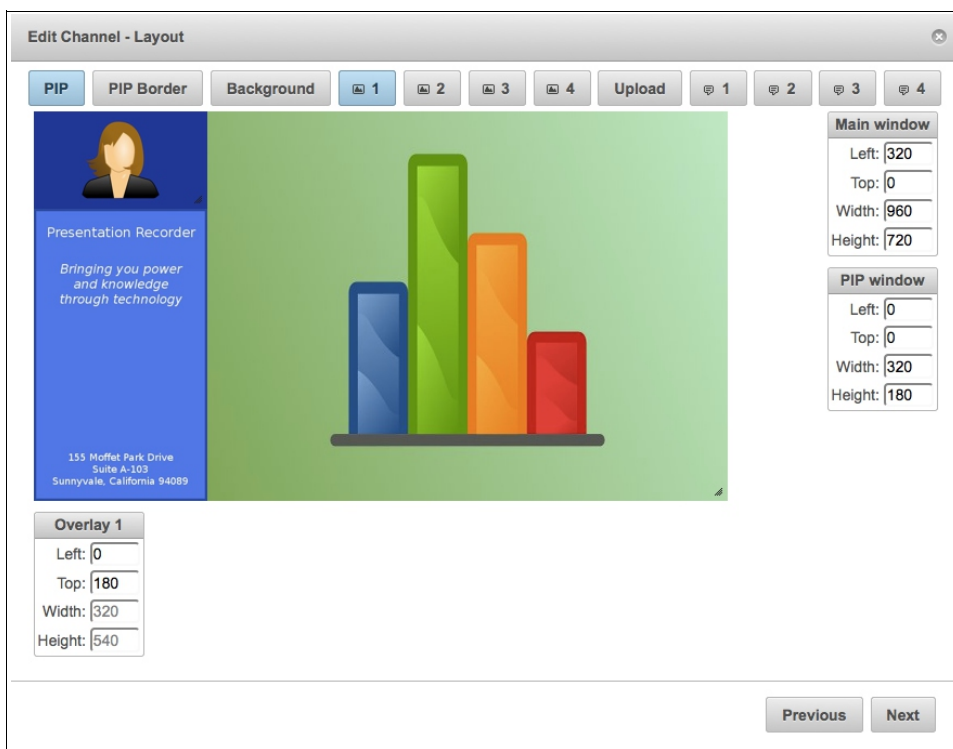 Edit Channel - Layout
PIP PIP Border Background 1 2 3 4 Upload 1 2 3 4
Presentation Recorder
Bringing you power
and knowledge
through technology
155 Moffet Park Drive
Suite A-103
Sunnyvale, California 94089
Main window
Left: 320
Top: 0
Width: 960
Height: 720
PIP window
Left: 0
Top: 0
Width: 320
Height: 180
Overlay 1
Left: 0
Top: 180
Width: 320
Height: 540
Previous Next